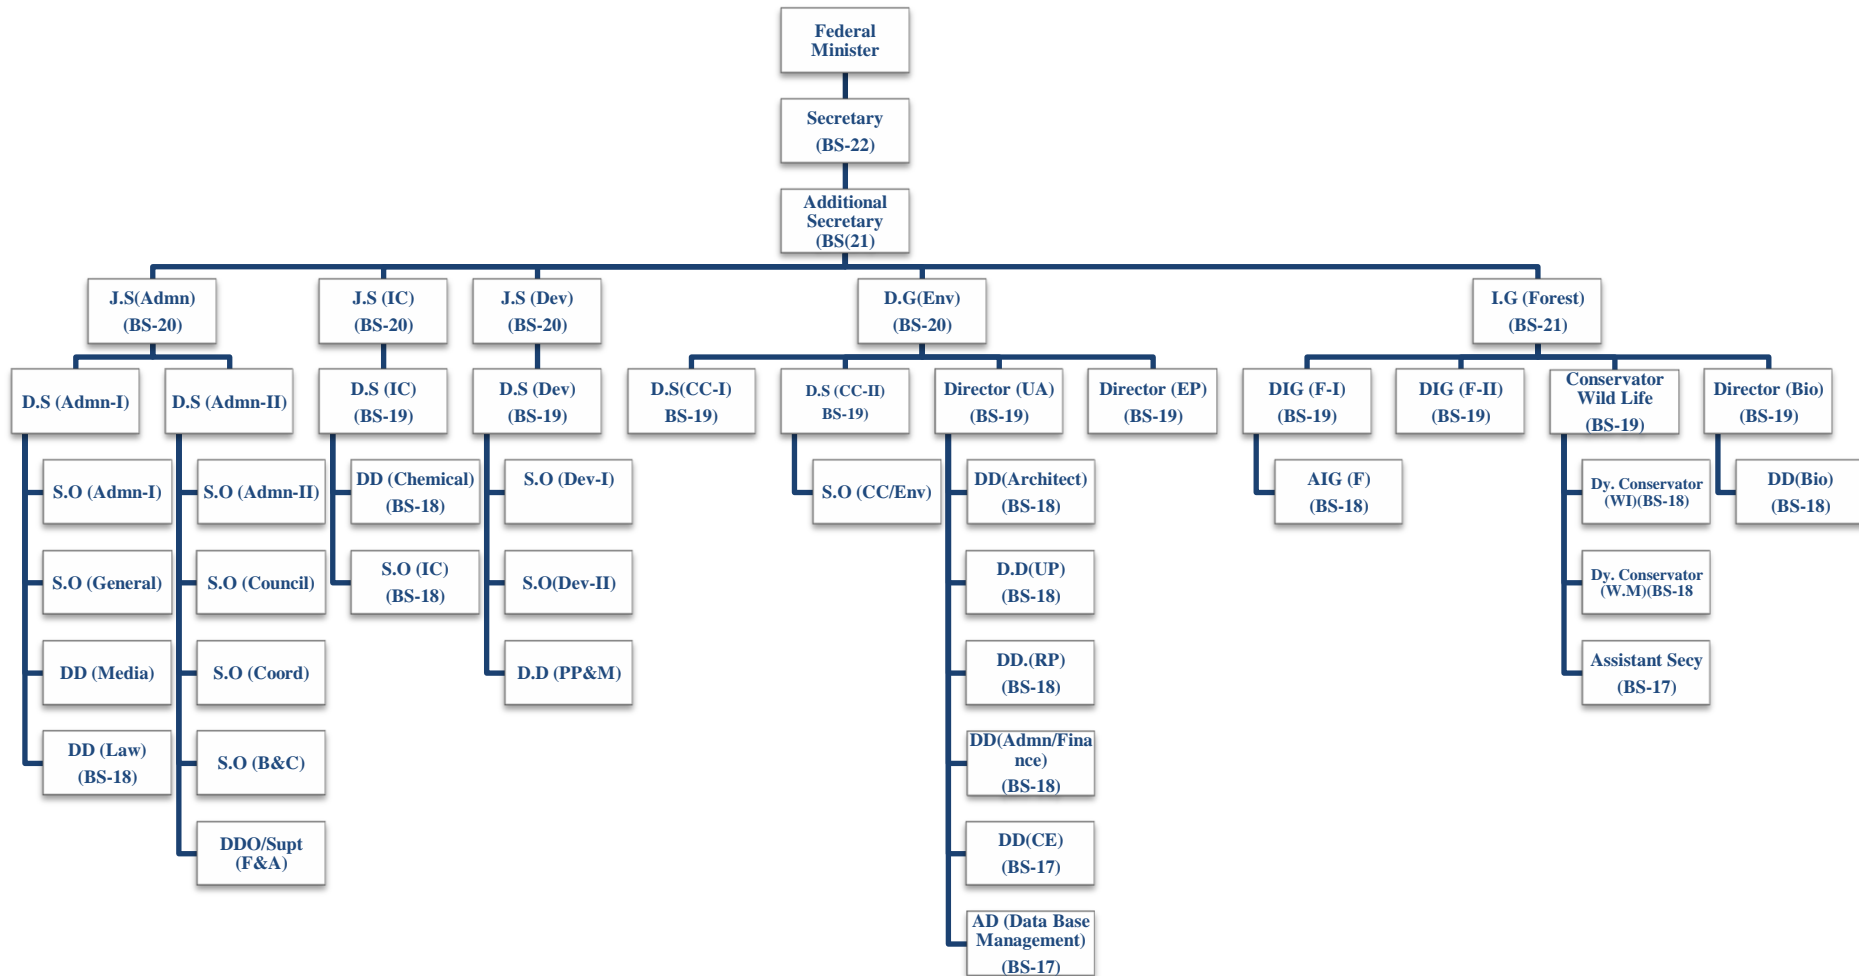 Federal
Minister
Secretary
(BS-22)
Additional
Secretary
(BS(21)
J.S(Admn)
(BS-20)
J.S (IC)
(BS-20)
J.S (Dev)
(BS-20)
D.G(Env)
(BS-20)
I.G (Forest)
(BS-21)
D.S (Admn-I)
D.S (Admn-II)
D.S (IC)
(BS-19)
D.S (Dev)
(BS-19)
D.S(CC-I)
BS-19)
D.S (CC-II)
BS-19)
Director (UA)
(BS-19)
Director (EP)
(BS-19)
DIG (F-I)
(BS-19)
DIG (F-II)
(BS-19)
Conservator
Wild Life
(BS-19)
Director (Bio)
(BS-19)
S.O (Admn-I)
S.O (Admn-II)
DD (Chemical)
(BS-18)
S.O (Dev-I)
S.O (CC/Env)
DD(Architect)
(BS-18)
AIG (F)
(BS-18)
Dy. Conservator
(WI)(BS-18)
DD(Bio)
(BS-18)
S.O (General)
S.O (Council)
S.O (IC)
(BS-18)
S.O(Dev-II)
D.D(UP)
(BS-18)
Dy. Conservator
(W.M)(BS-18
DD (Media)
S.O (Coord)
D.D (PP&M)
DD.(RP)
(BS-18)
Assistant Secy
(BS-17)
DD (Law)
(BS-18)
S.O (B&C)
DD(Admn/Fina
nce)
(BS-18)
DDO/Supt
(F&A)
DD(CE)
(BS-17)
AD (Data Base
Management)
(BS-17)